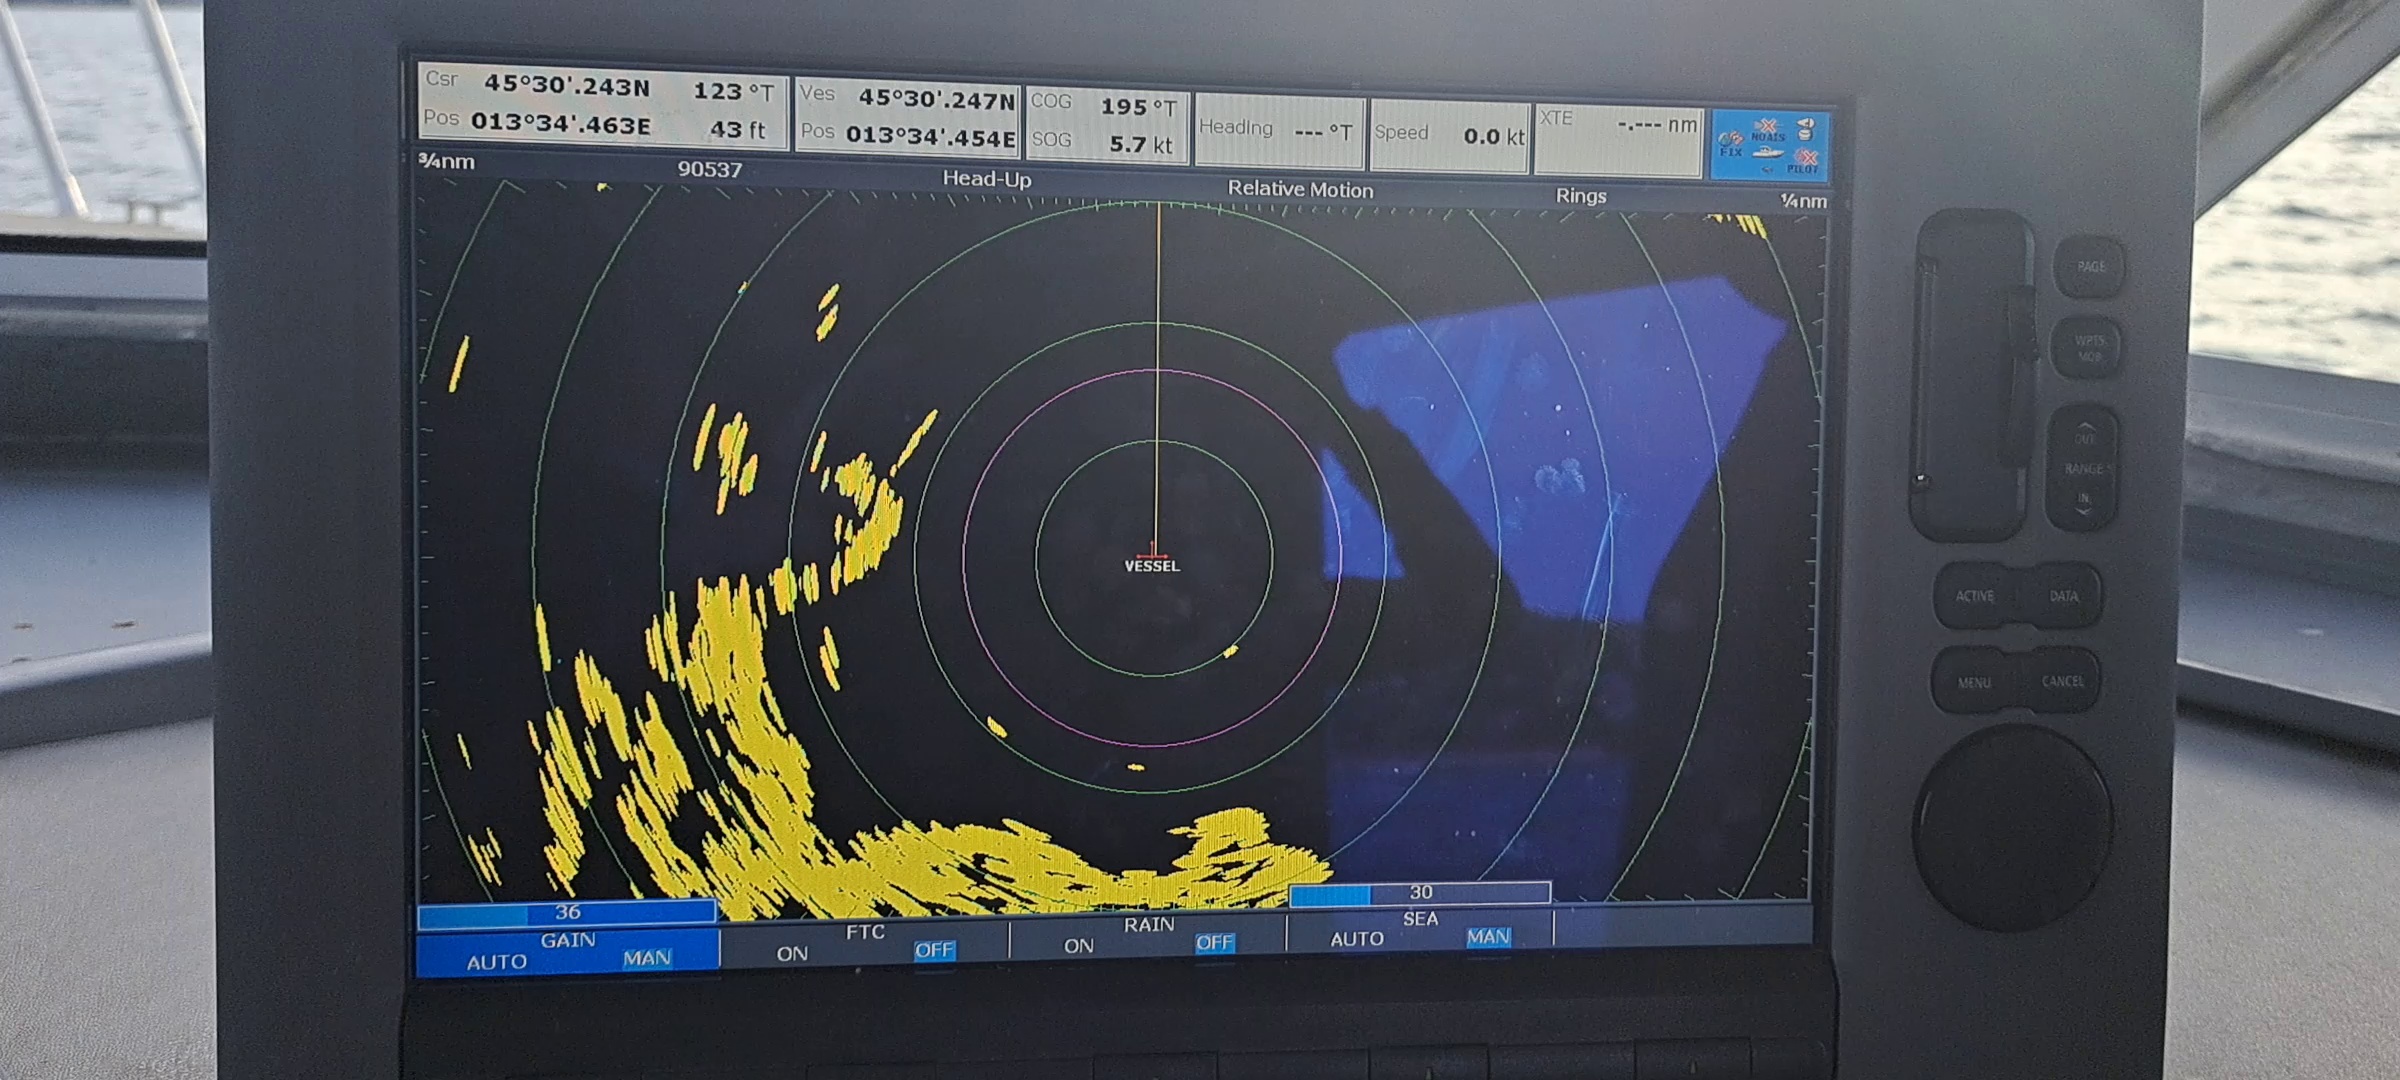 Csr 45°30'.243N 123 °T
Pos 013°34'.463E 43 ft
Ves 45°30'.247N
Pos 013°34'.454E
COG 195 °T
SOG 5.7 kt
Heading --- °T
Speed 0.0 kt
XTE -.--- nm
NOAIS
FIX
PILOT
¾nm 90537 Head-Up Relative Motion Rings ¼nm
VESSEL
36
GAIN
AUTO MAN
FTC
ON OFF
RAIN
ON OFF
30
SEA
AUTO MAN
PAGE
WPTS
MOB
OUT
RANGE
IN
ACTIVE
DATA
MENU
CANCEL